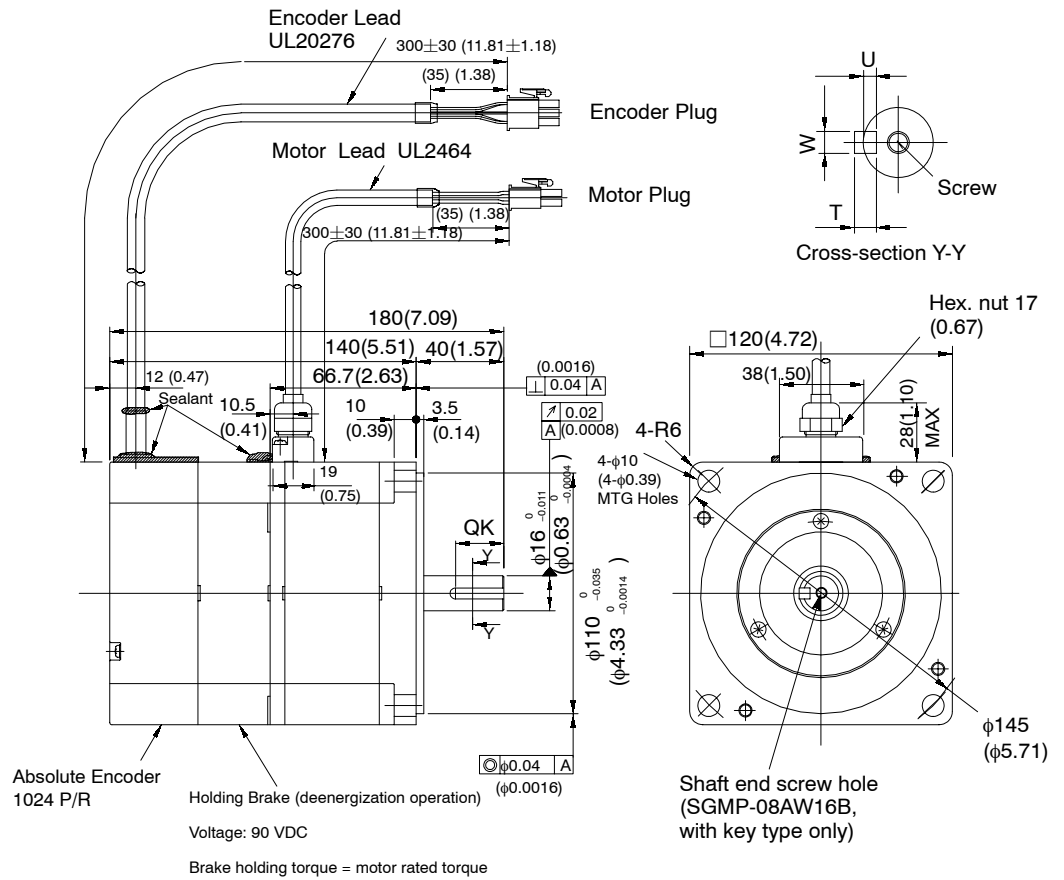 Encoder Lead
UL20276
300±30 (11.81±1.18)
(35) (1.38)
Encoder Plug
Motor Lead UL2464
(35) (1.38)
Motor Plug
300±30 (11.81±1.18)
U
W
T
Screw
Cross-section Y-Y
180(7.09)
140(5.51)
40(1.57)
66.7(2.63)
12 (0.47)
Sealant
10.5
(0.41)
10
(0.39)
3.5
(0.14)
(0.0016)
⊥ 0.04 A
↗ 0.02
A (0.0008)
19
(0.75)
QK
Y
Y
ϕ16 0 -0.011
(ϕ0.63 0 -0.0004)
ϕ110 0 -0.035
(ϕ4.33 0 -0.0014)
◎ ϕ0.04 A
(ϕ0.0016)
Hex. nut 17
(0.67)
□120(4.72)
38(1.50)
28(1.10)
MAX
4-R6
4-ϕ10
(4-ϕ0.39)
MTG Holes
ϕ145
(ϕ5.71)
Shaft end screw hole
(SGMP-08AW16B,
with key type only)
Absolute Encoder
1024 P/R
Holding Brake (deenergization operation)
Voltage: 90 VDC
Brake holding torque = motor rated torque